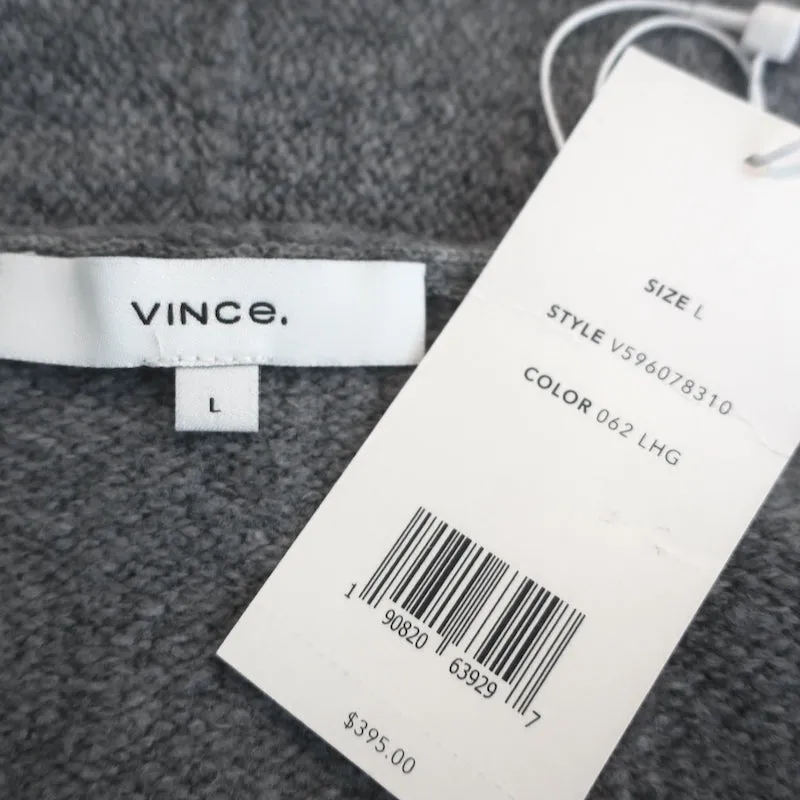 VINCe.
L
SIZE L
STYLE V596078310
COLOR 062 LHG
1 90820 63929 7
$395.00